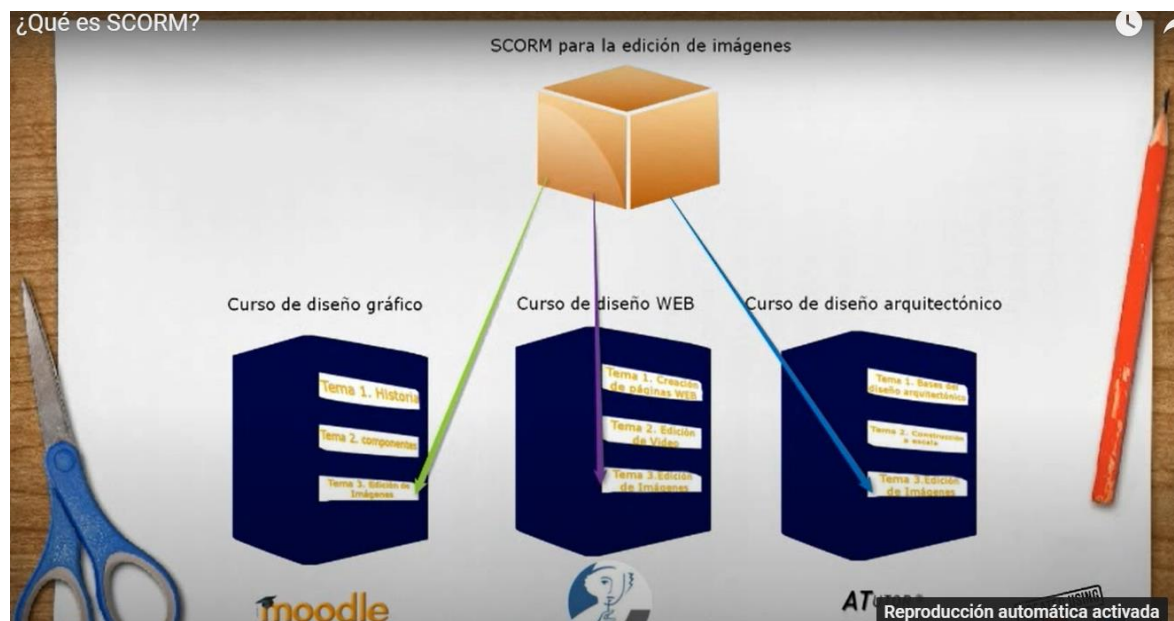 ¿Qué es SCORM?
SCORM para la edición de imágenes
Curso de diseño gráfico
Curso de diseño WEB
Curso de diseño arquitectónico
Tema 1. Historia
Tema 2. componentes
Tema 3. Edición de
Imágenes
Tema 1. Creación
de páginas WEB
Tema 2. Edición
de Video
Tema 3.Edición
de Imágenes
Tema 1. Bases del
diseño arquitectónico
Tema 2. Construcción
a escala
Tema 3.Edición
de Imágenes
moodle
Reproducción automática activada